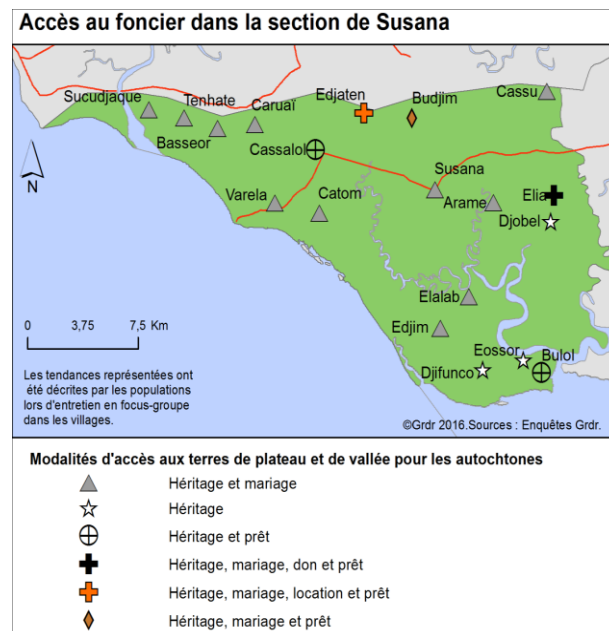 Accès au foncier dans la section de Susana
Sucudjaque
Tenhate
Caruaï
Edjaten
Budjim
Cassu
Basseor
Cassalol
Susana
Varela
Catom
Arame
Elia
Djobel
N
Elalab
0 3,75 7,5 Km
Edjim
Eossor
Bulol
Djifunco
Les tendances représentées ont
été décrites par les populations
lors d'entretien en focus-groupe
dans les villages.
©Grdr 2016.Sources : Enquêtes Grdr.
Modalités d'accès aux terres de plateau et de vallée pour les autochtones
Héritage et mariage
Héritage
Héritage et prêt
Héritage, mariage, don et prêt
Héritage, mariage, location et prêt
Héritage, mariage et prêt